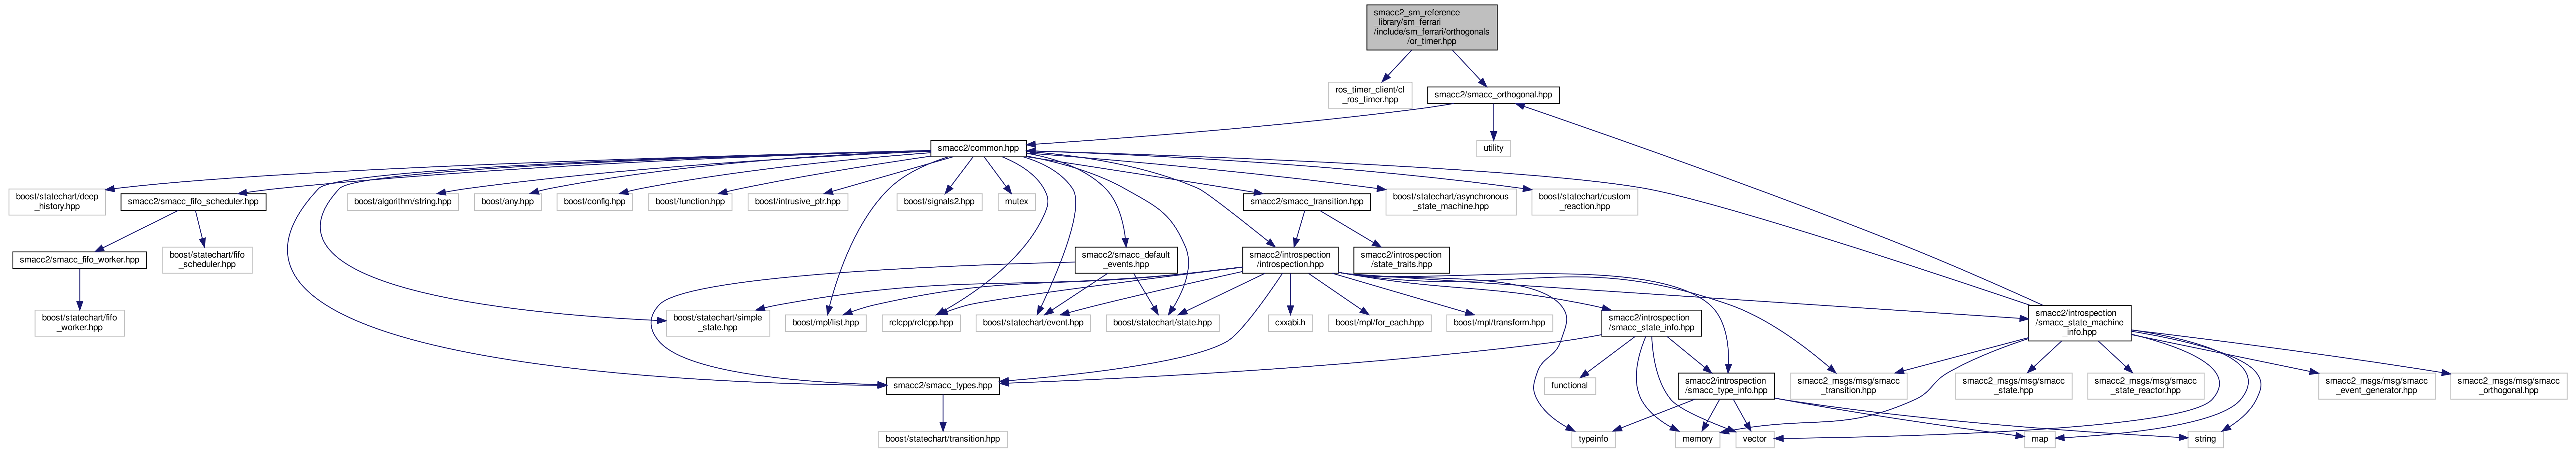 smacc2_sm_reference
_library/sm_ferrari
/include/sm_ferrari/orthogonals
/or_timer.hpp
ros_timer_client/cl
_ros_timer.hpp
smacc2/smacc_orthogonal.hpp
smacc2/common.hpp
utility
boost/statechart/deep
_history.hpp
smacc2/smacc_fifo_scheduler.hpp
boost/algorithm/string.hpp
boost/any.hpp
boost/config.hpp
boost/function.hpp
boost/intrusive_ptr.hpp
boost/signals2.hpp
mutex
smacc2/smacc_transition.hpp
boost/statechart/asynchronous
_state_machine.hpp
boost/statechart/custom
_reaction.hpp
smacc2/smacc_fifo_worker.hpp
boost/statechart/fifo
_scheduler.hpp
smacc2/smacc_default
_events.hpp
smacc2/introspection
/introspection.hpp
smacc2/introspection
/state_traits.hpp
boost/statechart/fifo
_worker.hpp
boost/statechart/simple
_state.hpp
boost/mpl/list.hpp
rclcpp/rclcpp.hpp
boost/statechart/event.hpp
boost/statechart/state.hpp
cxxabi.h
boost/mpl/for_each.hpp
boost/mpl/transform.hpp
smacc2/introspection
/smacc_state_info.hpp
smacc2/introspection
/smacc_state_machine
_info.hpp
smacc2/smacc_types.hpp
functional
smacc2/introspection
/smacc_type_info.hpp
smacc2_msgs/msg/smacc
_transition.hpp
smacc2_msgs/msg/smacc
_state.hpp
smacc2_msgs/msg/smacc
_state_reactor.hpp
smacc2_msgs/msg/smacc
_event_generator.hpp
smacc2_msgs/msg/smacc
_orthogonal.hpp
boost/statechart/transition.hpp
typeinfo
memory
vector
map
string